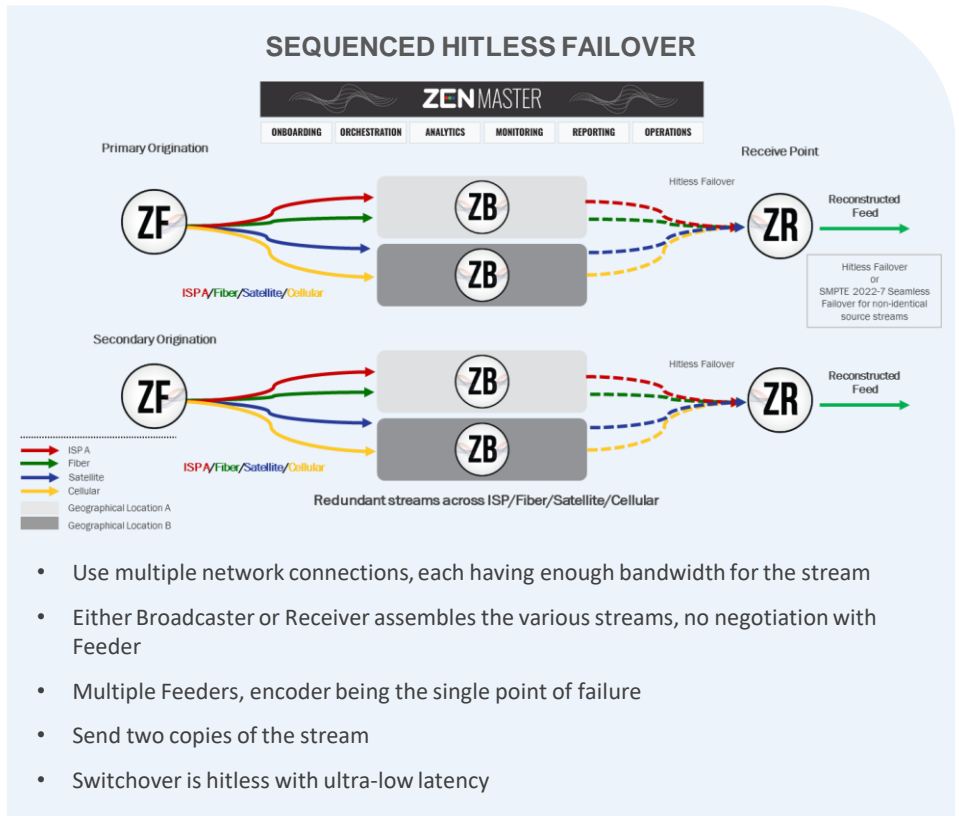 SEQUENCED HITLESS FAILOVER
ZENMASTER
ONBOARDING ORCHESTRATION ANALYTICS MONITORING REPORTING OPERATIONS
Primary Origination
Receive Point
ZF
ZB
ZB
Hitless Failover
ZR
Reconstructed
Feed
ISP A/Fiber/Satellite/Cellular
Hitless Failover
or
SMPTE 2022-7 Seamless
Failover for non-identical
source streams
Secondary Origination
ZF
ZB
ZB
Hitless Failover
ZR
Reconstructed
Feed
ISP A/Fiber/Satellite/Cellular
ISP A
Fiber
Satellite
Cellular
Geographical Location A
Geographical Location B
Redundant streams across ISP/Fiber/Satellite/Cellular
• Use multiple network connections, each having enough bandwidth for the stream
• Either Broadcaster or Receiver assembles the various streams, no negotiation with
Feeder
• Multiple Feeders, encoder being the single point of failure
• Send two copies of the stream
• Switchover is hitless with ultra-low latency